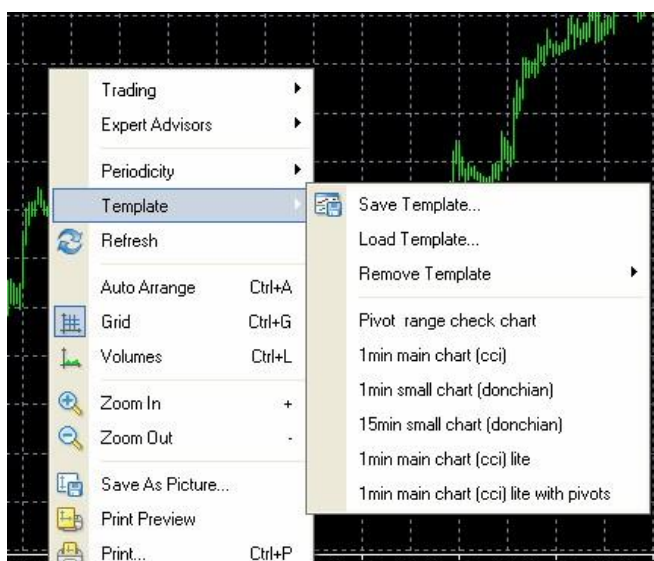 Trading
Expert Advisors
Periodicity
Template
Refresh
Auto Arrange Ctrl+A
Grid Ctrl+G
Volumes Ctrl+L
Zoom In +
Zoom Out -
Save As Picture...
Print Preview
Print... Ctrl+P
Save Template...
Load Template...
Remove Template
Pivot range check chart
1min main chart (cci)
1min small chart (donchian)
15min small chart (donchian)
1min main chart (cci) lite
1min main chart (cci) lite with pivots